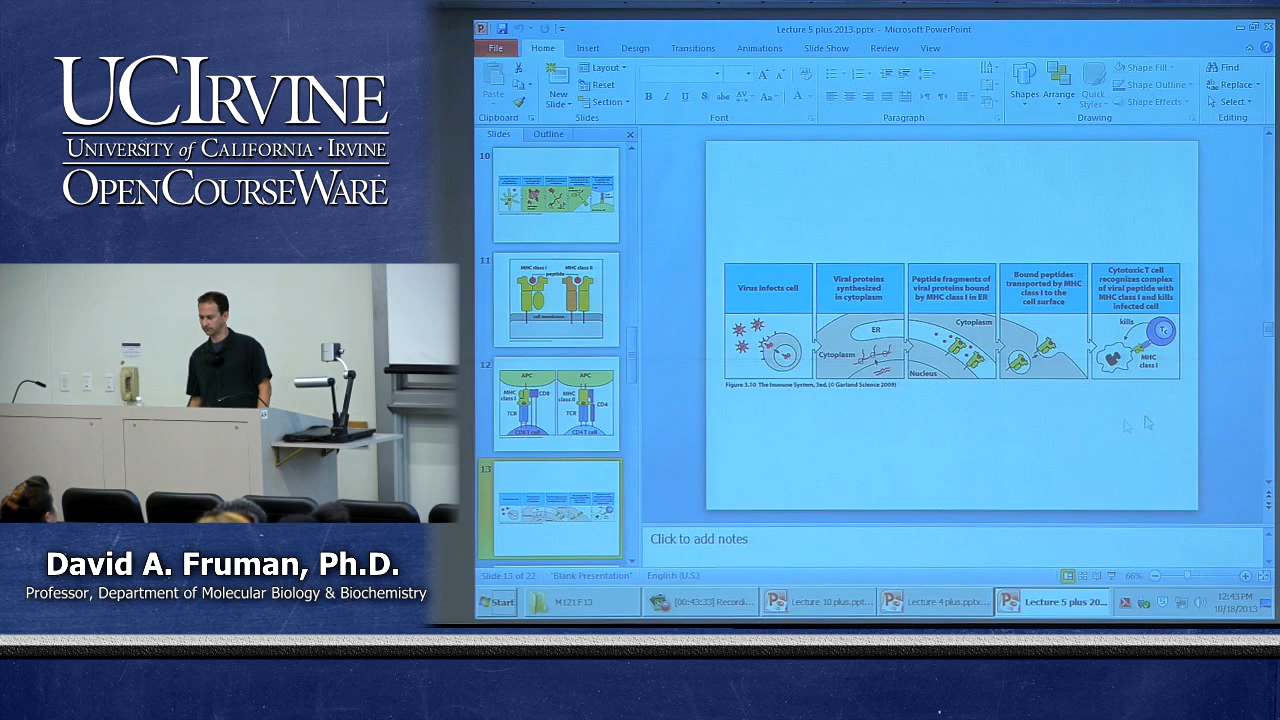 UCIRVINE
UNIVERSITY of CALIFORNIA · IRVINE
OPENCOURSEWARE
David A. Fruman, Ph.D.
Professor, Department of Molecular Biology & Biochemistry
Lecture 5 plus 2013.pptx - Microsoft PowerPoint
File Home Insert Design Transitions Animations Slide Show Review View
Paste
New
Slide
Layout
Reset
Section
Shapes
Arrange
Quick
Styles
Shape Fill
Shape Outline
Shape Effects
Find
Replace
Select
Clipboard Slides Font Paragraph Drawing Editing
Slides Outline
10
11
MHC class I MHC class II
peptide
cell membrane
12
APC APC
MHC
class I
CD8
TCR
CD8 T cell
MHC
class II
CD4
TCR
CD4 T cell
13
Virus infects cell
Viral proteins
synthesized
in cytoplasm
Peptide fragments of
viral proteins bound
by MHC class I in ER
Bound peptides
transported by MHC
class I to the
cell surface
Cytotoxic T cell
recognizes complex
of viral peptide with
MHC class I and kills
infected cell
ER
Cytoplasm
Cytoplasm
Nucleus
kills
Tc
MHC
class I
Figure 3.10 The Immune System, 3ed. (© Garland Science 2009)
Click to add notes
Slide 13 of 22 "Blank Presentation" English (U.S.) 66%
Start M121 F13 [00:43:33] Recordi... Lecture 10 plus.ppt... Lecture 4 plus.pptx... Lecture 5 plus 20... 12:43 PM
10/18/2013